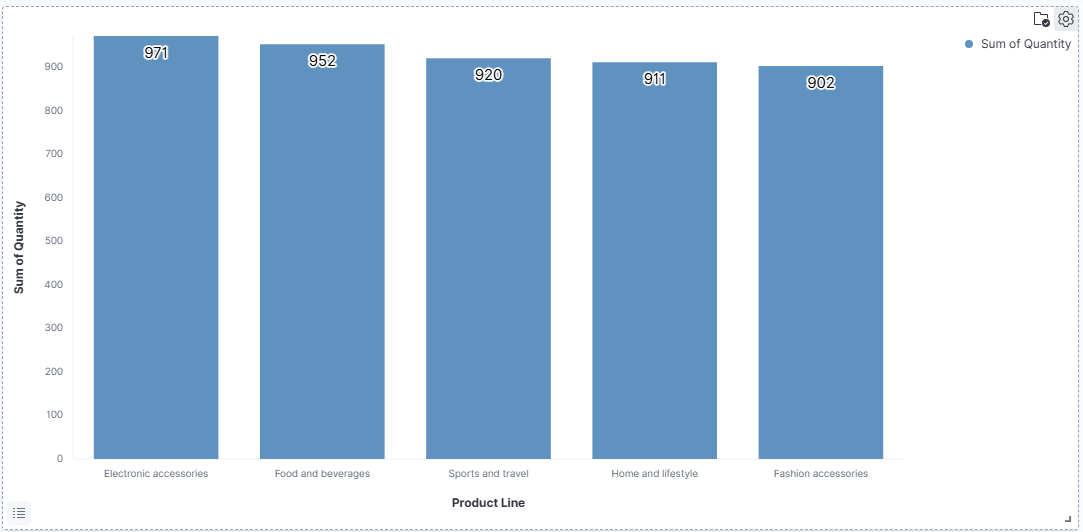 Sum of Quantity
971
952
920
911
902
900
800
700
600
500
400
300
200
100
0
Sum of Quantity
Electronic accessories
Food and beverages
Sports and travel
Home and lifestyle
Fashion accessories
Product Line